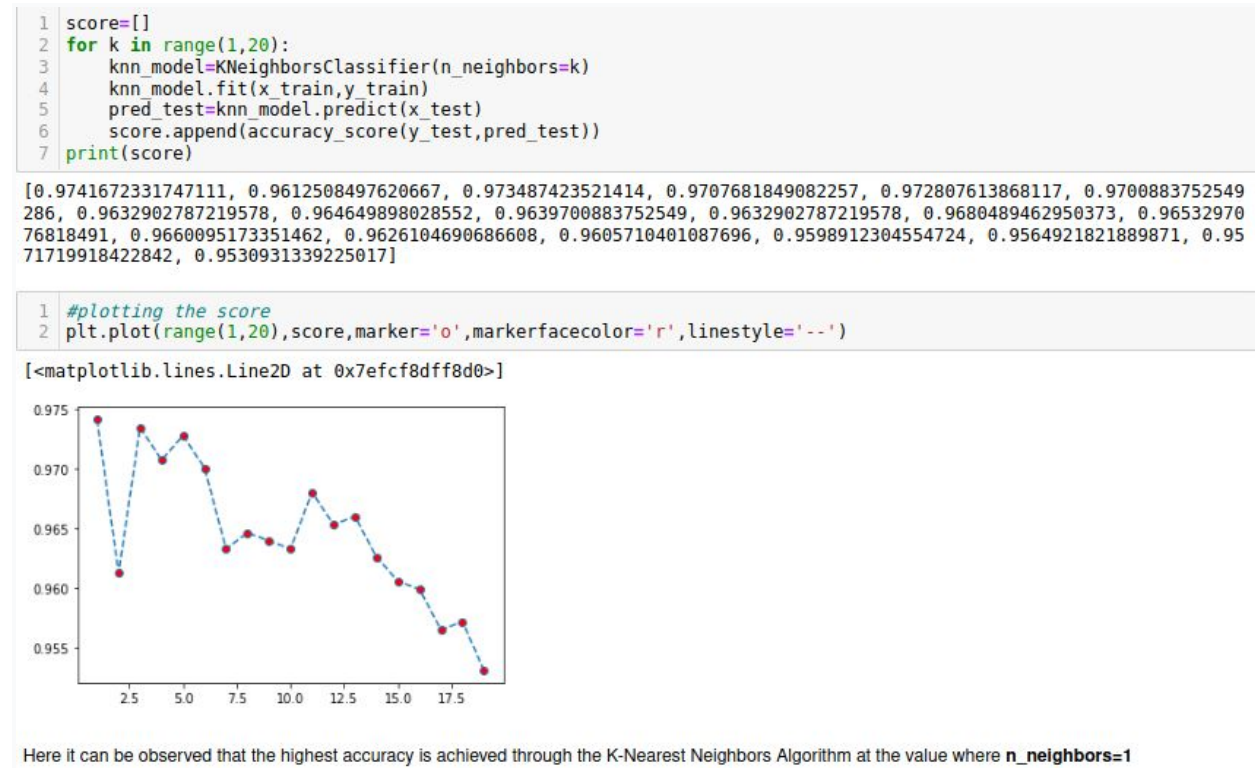 1 score=[]
2 for k in range(1,20):
3     knn_model=KNeighborsClassifier(n_neighbors=k)
4     knn_model.fit(x_train,y_train)
5     pred_test=knn_model.predict(x_test)
6     score.append(accuracy_score(y_test,pred_test))
7 print(score)
[0.9741672331747111, 0.9612508497620667, 0.973487423521414, 0.9707681849082257, 0.972807613868117, 0.9700883752549
286, 0.9632902787219578, 0.964649898028552, 0.9639700883752549, 0.9632902787219578, 0.9680489462950373, 0.96532970
76818491, 0.9660095173351462, 0.9626104690686608, 0.9605710401087696, 0.9598912304554724, 0.9564921821889871, 0.95
71719918422842, 0.9530931339225017]
1 #plotting the score
2 plt.plot(range(1,20),score,marker='o',markerfacecolor='r',linestyle='--')
[<matplotlib.lines.Line2D at 0x7efcf8dff8d0>]
0.975
0.970
0.965
0.960
0.955
2.5 5.0 7.5 10.0 12.5 15.0 17.5
Here it can be observed that the highest accuracy is achieved through the K-Nearest Neighbors Algorithm at the value where n_neighbors=1